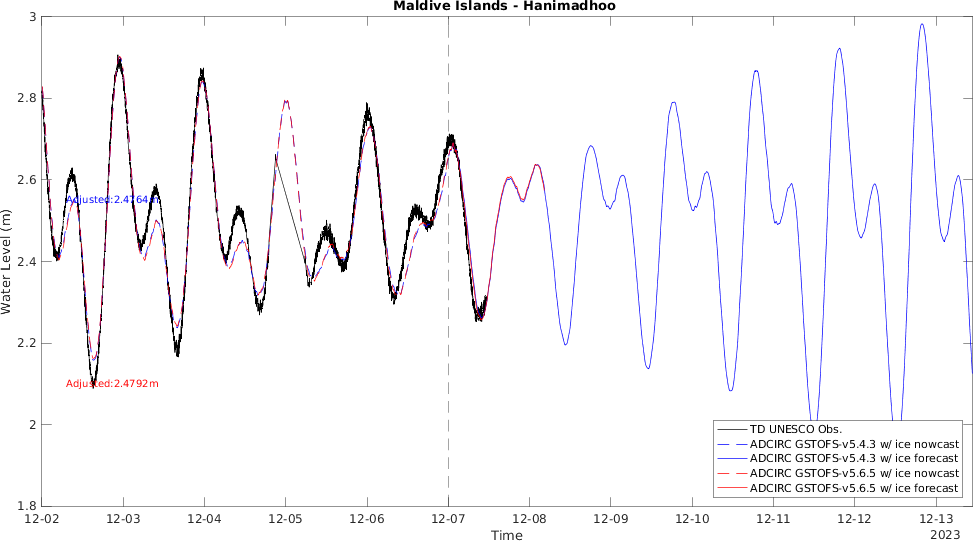 Maldive Islands - Hanimadhoo
3
2.8
2.6
2.4
2.2
2
1.8
Water Level (m)
Adjusted:2.4764m
Adjusted:2.4792m
TD UNESCO Obs.
ADCIRC GSTOFS-v5.4.3 w/ ice nowcast
ADCIRC GSTOFS-v5.4.3 w/ ice forecast
ADCIRC GSTOFS-v5.6.5 w/ ice nowcast
ADCIRC GSTOFS-v5.6.5 w/ ice forecast
12-02 12-03 12-04 12-05 12-06 12-07 12-08 12-09 12-10 12-11 12-12 12-13
Time
2023